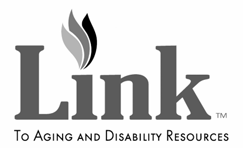 Link™
To Aging and Disability Resources